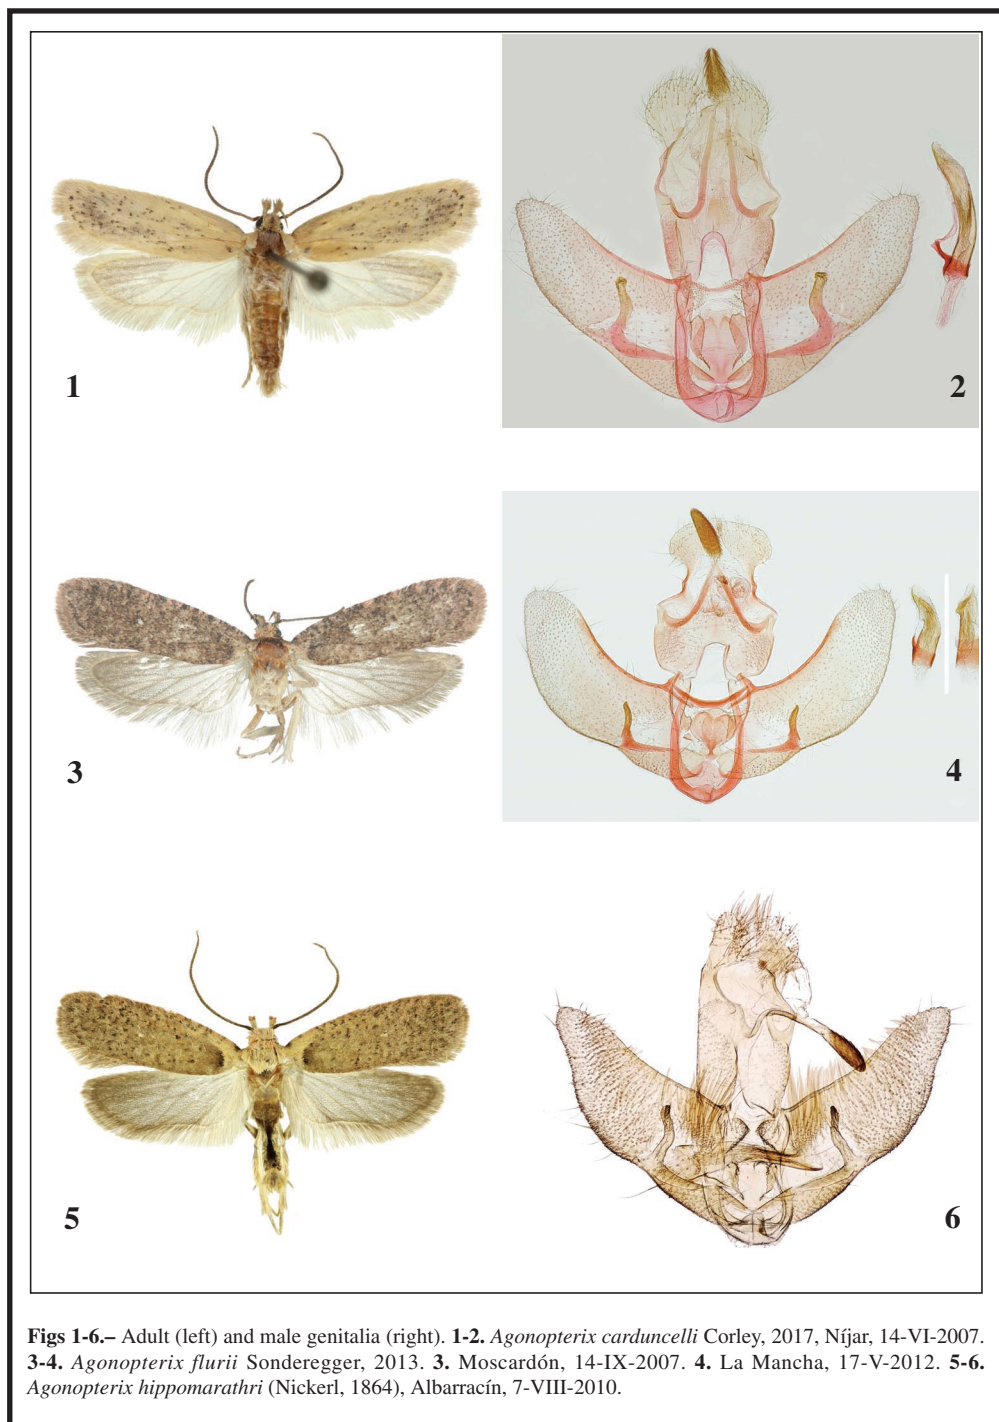 1
2
3
4
5
6
Figs 1-6.– Adult (left) and male genitalia (right). 1-2. Agonopterix carduncelli Corley, 2017, Níjar, 14-VI-2007.
3-4. Agonopterix flurii Sonderegger, 2013. 3. Moscardón, 14-IX-2007. 4. La Mancha, 17-V-2012. 5-6.
Agonopterix hippomarathri (Nickerl, 1864), Albarracín, 7-VIII-2010.